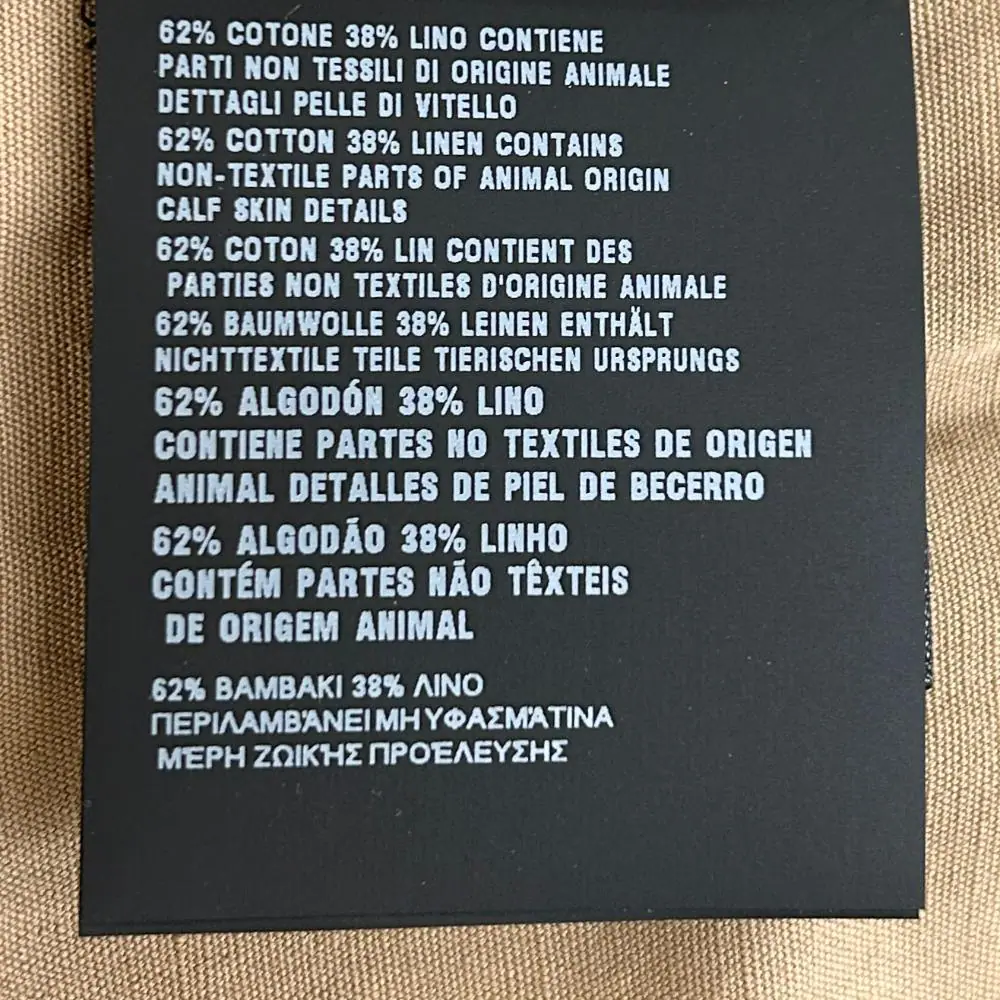 62% COTONE 38% LINO CONTIENE
PARTI NON TESSILI DI ORIGINE ANIMALE
DETTAGLI PELLE DI VITELLO
62% COTTON 38% LINEN CONTAINS
NON-TEXTILE PARTS OF ANIMAL ORIGIN
CALF SKIN DETAILS
62% COTON 38% LIN CONTIENT DES
PARTIES NON TEXTILES D'ORIGINE ANIMALE
62% BAUMWOLLE 38% LEINEN ENTHÄLT
NICHTTEXTILE TEILE TIERISCHEN URSPRUNGS
62% ALGODÓN 38% LINO
CONTIENE PARTES NO TEXTILES DE ORIGEN
ANIMAL DETALLES DE PIEL DE BECERRO
62% ALGODÃO 38% LINHO
CONTÉM PARTES NÃO TÊXTEIS
DE ORIGEM ANIMAL
62% ΒΑΜΒΑΚΙ 38% ΛΙΝΟ
ΠΕΡΙΛΑΜΒΆΝΕΙ ΜΗ ΥΦΑΣΜΆΤΙΝΑ
ΜΈΡΗ ΖΩΙΚΉΣ ΠΡΟΈΛΕΥΣΗΣ